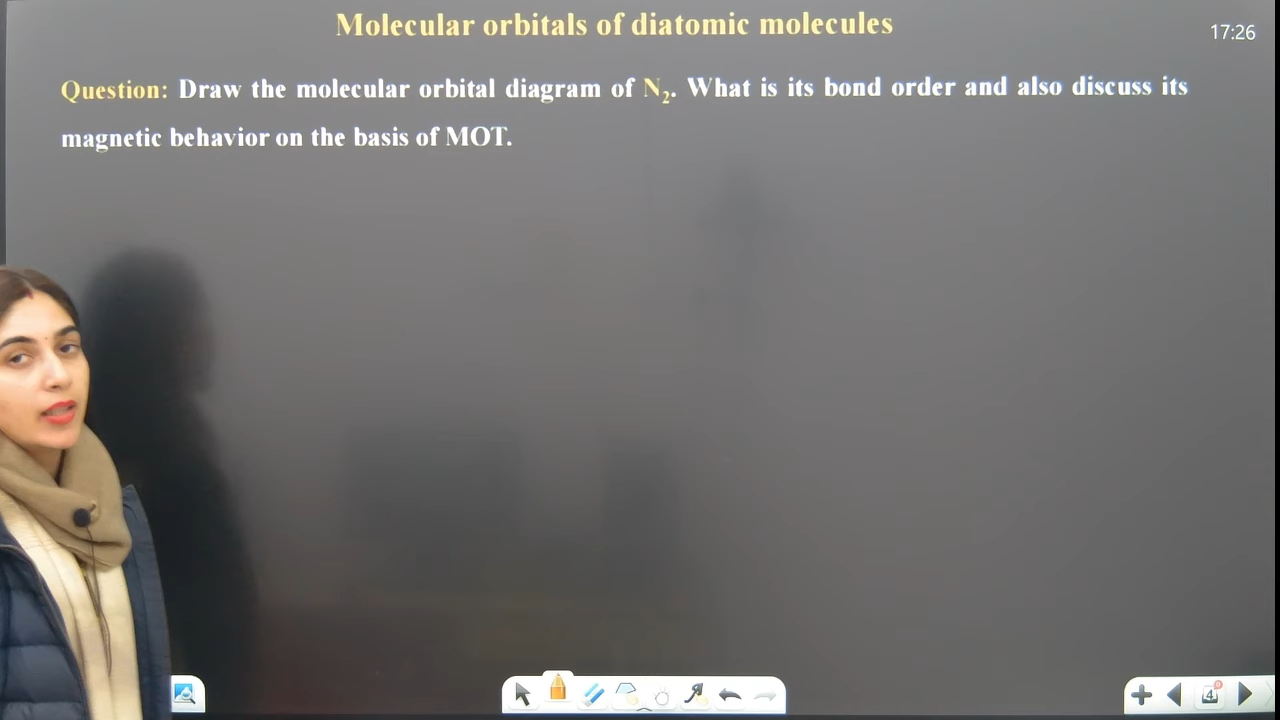 Molecular orbitals of diatomic molecules
17:26
Question: Draw the molecular orbital diagram of N₂. What is its bond order and also discuss its
magnetic behavior on the basis of MOT.
4